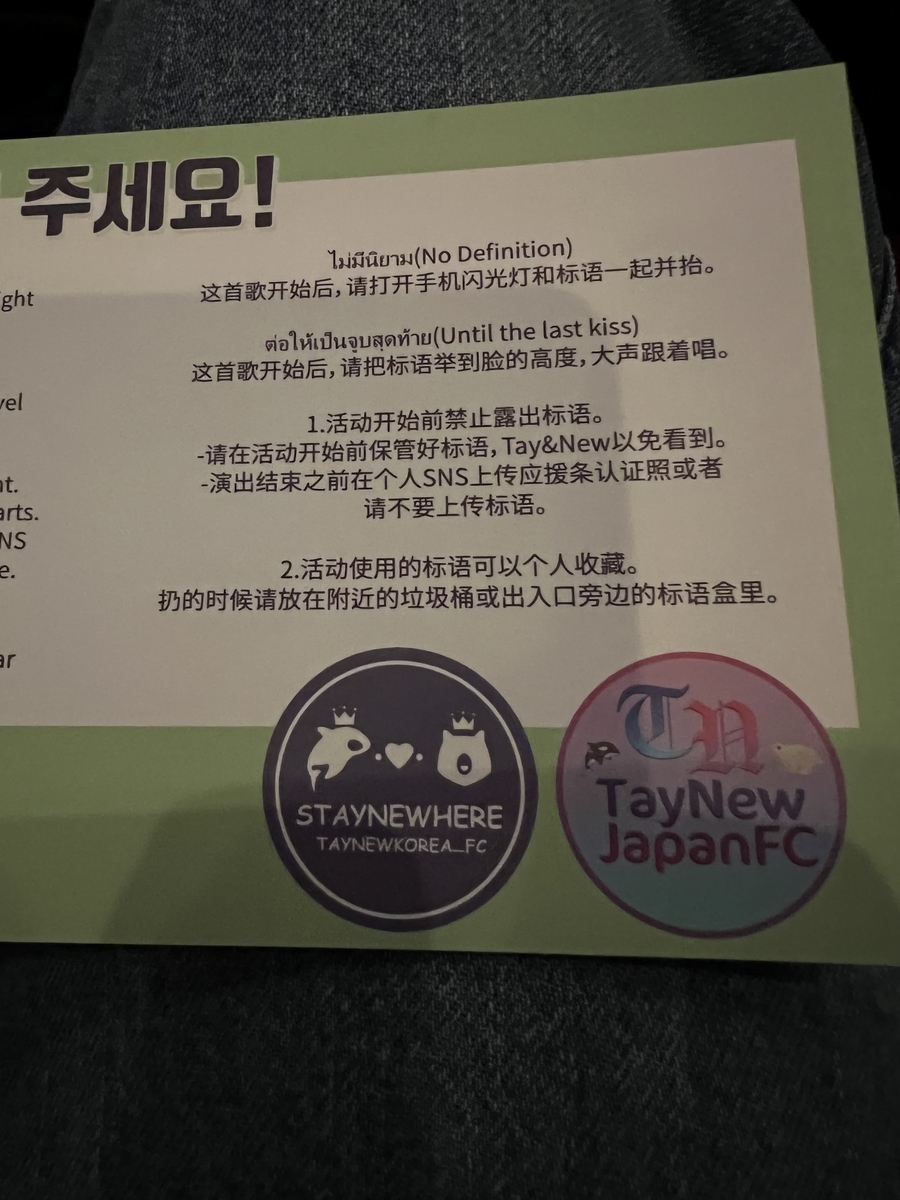 주세요!
ight
vel
nt.
arts.
NS
e.
ar
ไม่มีนิยาม(No Definition)
这首歌开始后,请打开手机闪光灯和标语一起并抬。
ต่อให้เป็นจูบสุดท้าย(Until the last kiss)
这首歌开始后,请把标语举到脸的高度,大声跟着唱。
1.活动开始前禁止露出标语。
-请在活动开始前保管好标语,Tay&New以免看到。
-演出结束之前在个人SNS上传应援条认证照或者
请不要上传标语。
2.活动使用的标语可以个人收藏。
扔的时候请放在附近的垃圾桶或出入口旁边的标语盒里。
STAYNEWHERE
TAYNEWKOREA_FC
TN
TayNew
JapanFC